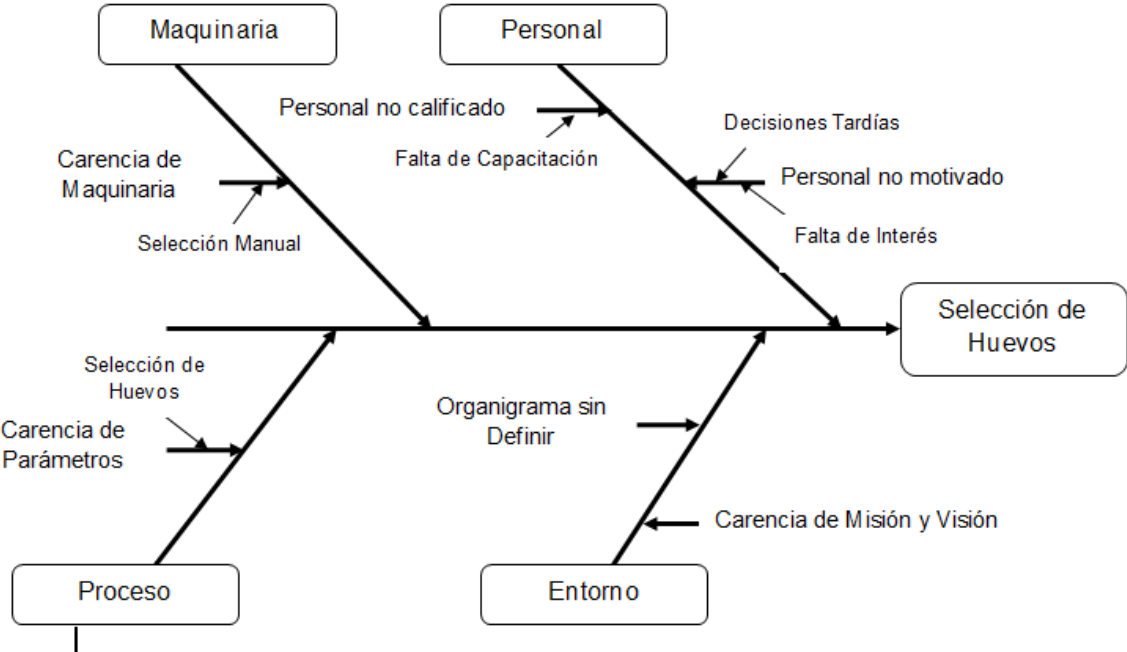 Maquinaria
Personal
Personal no calificado
Falta de Capacitación
Decisiones Tardías
Personal no motivado
Falta de Interés
Carencia de
Maquinaria
Selección Manual
Selección de
Huevos
Selección de
Huevos
Carencia de
Parámetros
Organigrama sin
Definir
Carencia de Misión y Visión
Proceso
Entorno